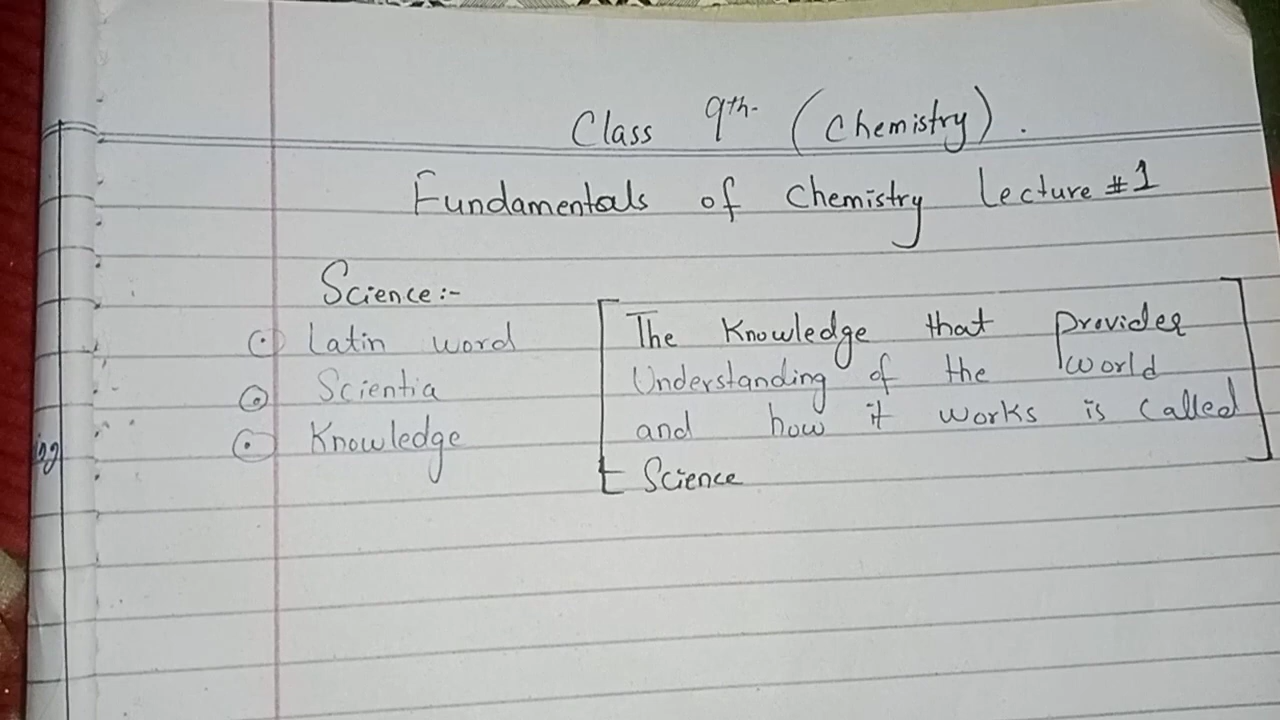 Class 9th- (Chemistry).
Fundamentals of Chemistry Lecture #1
Science:-
Latin word
Scientia
Knowledge
The Knowledge that provides
Understanding of the world
and how it works is called
Science